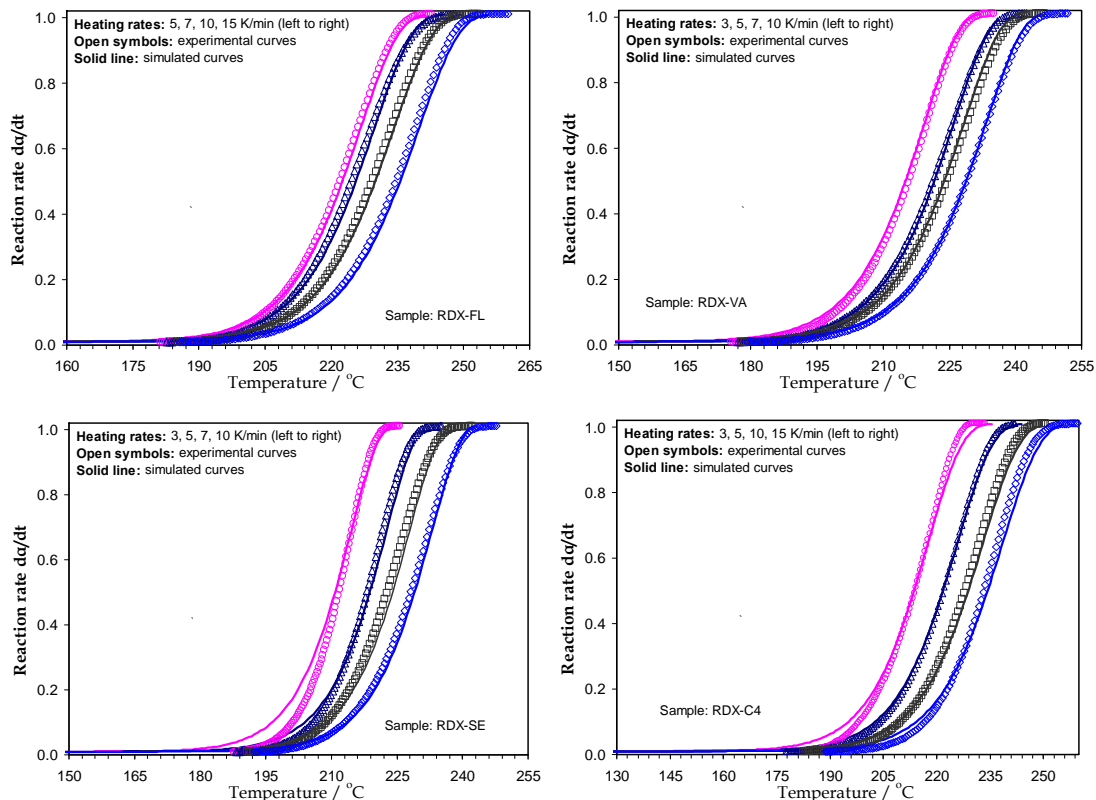 Heating rates: 5, 7, 10, 15 K/min (left to right)
Open symbols: experimental curves
Solid line: simulated curves
Reaction rate dα/dt
1.0
0.8
0.6
0.4
0.2
0.0
Sample: RDX-FL
160 175 190 205 220 235 250 265
Temperature / °C
Heating rates: 3, 5, 7, 10 K/min (left to right)
Open symbols: experimental curves
Solid line: simulated curves
Reaction rate dα/dt
1.0
0.8
0.6
0.4
0.2
0.0
Sample: RDX-VA
150 165 180 195 210 225 240 255
Temperature / °C
Heating rates: 3, 5, 7, 10 K/min (left to right)
Open symbols: experimental curves
Solid line: simulated curves
Reaction rate dα/dt
1.0
0.8
0.6
0.4
0.2
0.0
Sample: RDX-SE
150 165 180 195 210 225 240 255
Temperature / °C
Heating rates: 3, 5, 10, 15 K/min (left to right)
Open symbols: experimental curves
Solid line: simulated curves
Reaction rate dα/dt
1.0
0.8
0.6
0.4
0.2
0.0
Sample: RDX-C4
130 145 160 175 190 205 220 235 250
Temperature / °C